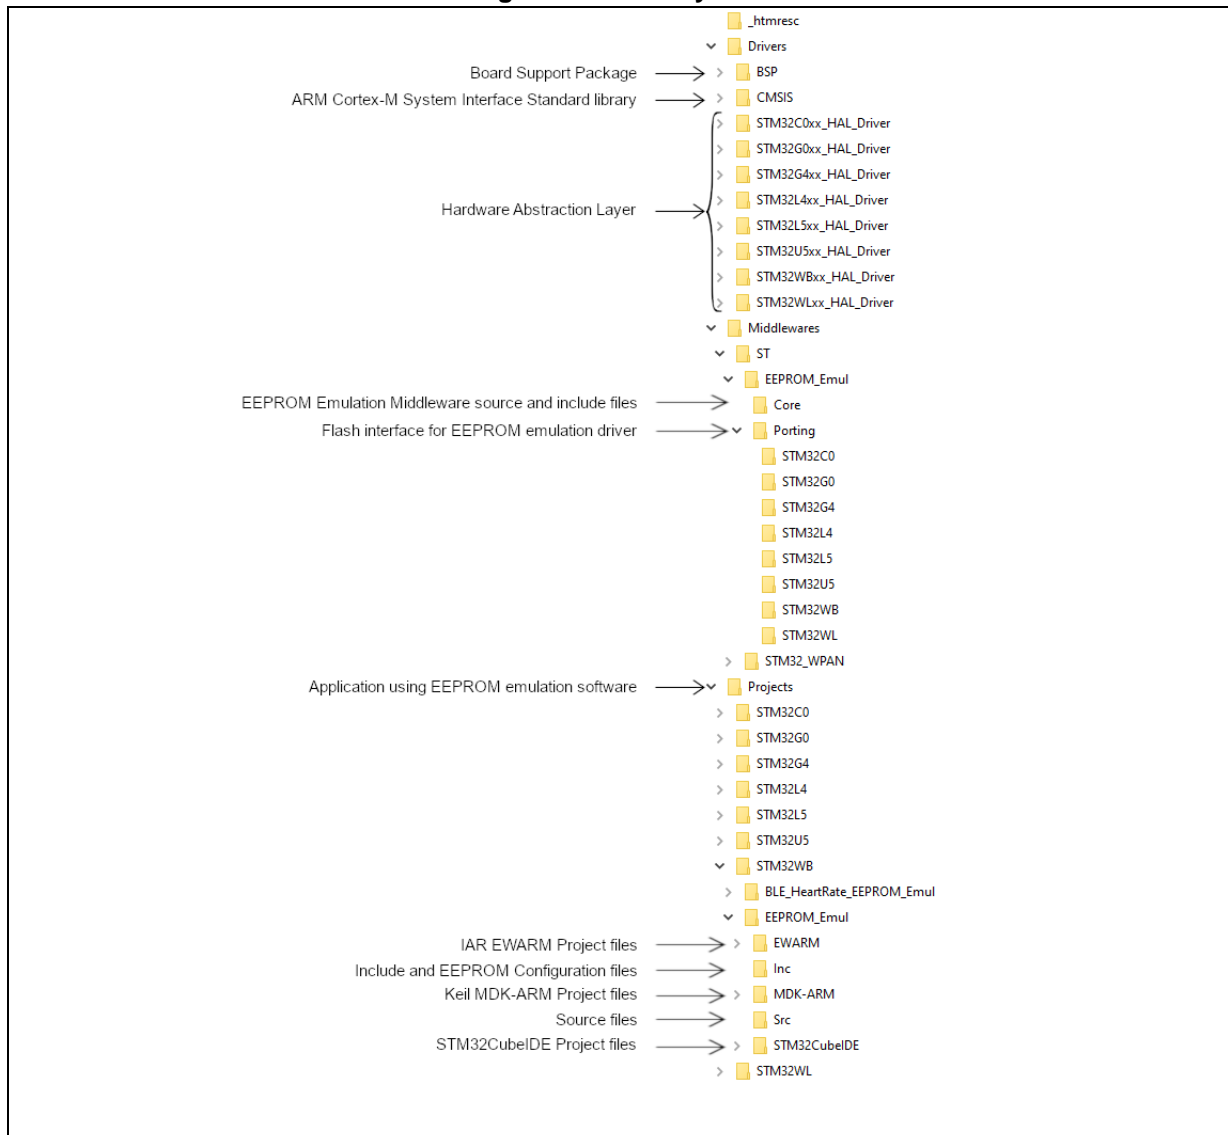 _htmresc
Drivers
Board Support Package BSP
ARM Cortex-M System Interface Standard library CMSIS
STM32C0xx_HAL_Driver
STM32G0xx_HAL_Driver
STM32G4xx_HAL_Driver
STM32L4xx_HAL_Driver
Hardware Abstraction Layer
STM32L5xx_HAL_Driver
STM32U5xx_HAL_Driver
STM32WBxx_HAL_Driver
STM32WLxx_HAL_Driver
Middlewares
ST
EEPROM_Emul
EEPROM Emulation Middleware source and include files Core
Flash interface for EEPROM emulation driver Porting
STM32C0
STM32G0
STM32G4
STM32L4
STM32L5
STM32U5
STM32WB
STM32WL
STM32_WPAN
Application using EEPROM emulation software Projects
STM32C0
STM32G0
STM32G4
STM32L4
STM32L5
STM32U5
STM32WB
BLE_HeartRate_EEPROM_Emul
EEPROM_Emul
IAR EWARM Project files EWARM
Include and EEPROM Configuration files Inc
Keil MDK-ARM Project files MDK-ARM
Source files Src
STM32CubeIDE Project files STM32CubeIDE
STM32WL